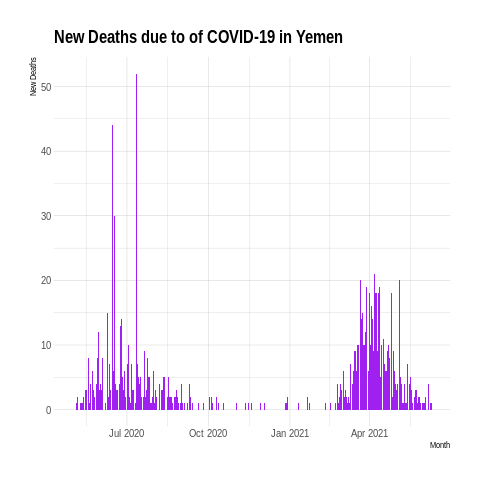 New Deaths due to of COVID-19 in Yemen
New Deaths
50
40
30
20
10
0
Jul 2020 Oct 2020 Jan 2021 Apr 2021
Month